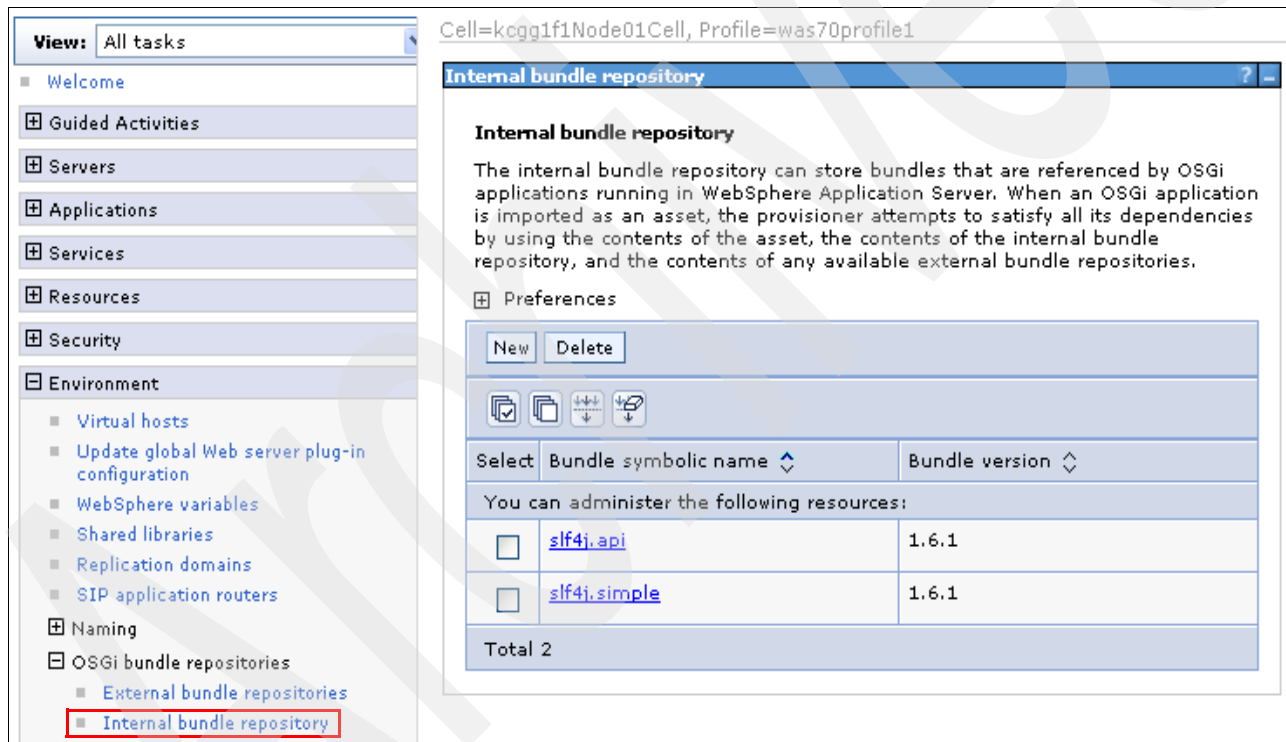 View: All tasks
Welcome
Guided Activities
Servers
Applications
Services
Resources
Security
Environment
Virtual hosts
Update global Web server plug-in
configuration
WebSphere variables
Shared libraries
Replication domains
SIP application routers
Naming
OSGi bundle repositories
External bundle repositories
Internal bundle repository
Cell=kcgg1f1Node01Cell, Profile=was70profile1
Internal bundle repository ? –
Internal bundle repository
The internal bundle repository can store bundles that are referenced by OSGi
applications running in WebSphere Application Server. When an OSGi application
is imported as an asset, the provisioner attempts to satisfy all its dependencies
by using the contents of the asset, the contents of the internal bundle
repository, and the contents of any available external bundle repositories.
Preferences
New Delete
Select Bundle symbolic name Bundle version
You can administer the following resources:
slf4j.api 1.6.1
slf4j.simple 1.6.1
Total 2